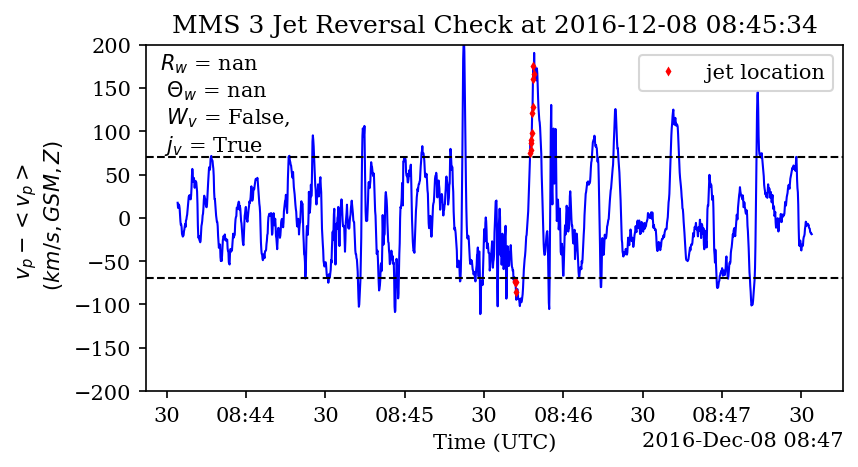 MMS 3 Jet Reversal Check at 2016-12-08 08:45:34
R_w = nan
Θ_w = nan
W_v = False,
j_v = True
jet location
v_p − < v_p >
(km/s, GSM, Z)
200
150
100
50
0
−50
−100
−150
−200
30 08:44 30 08:45 30 08:46 30 08:47 30
Time (UTC)
2016-Dec-08 08:47